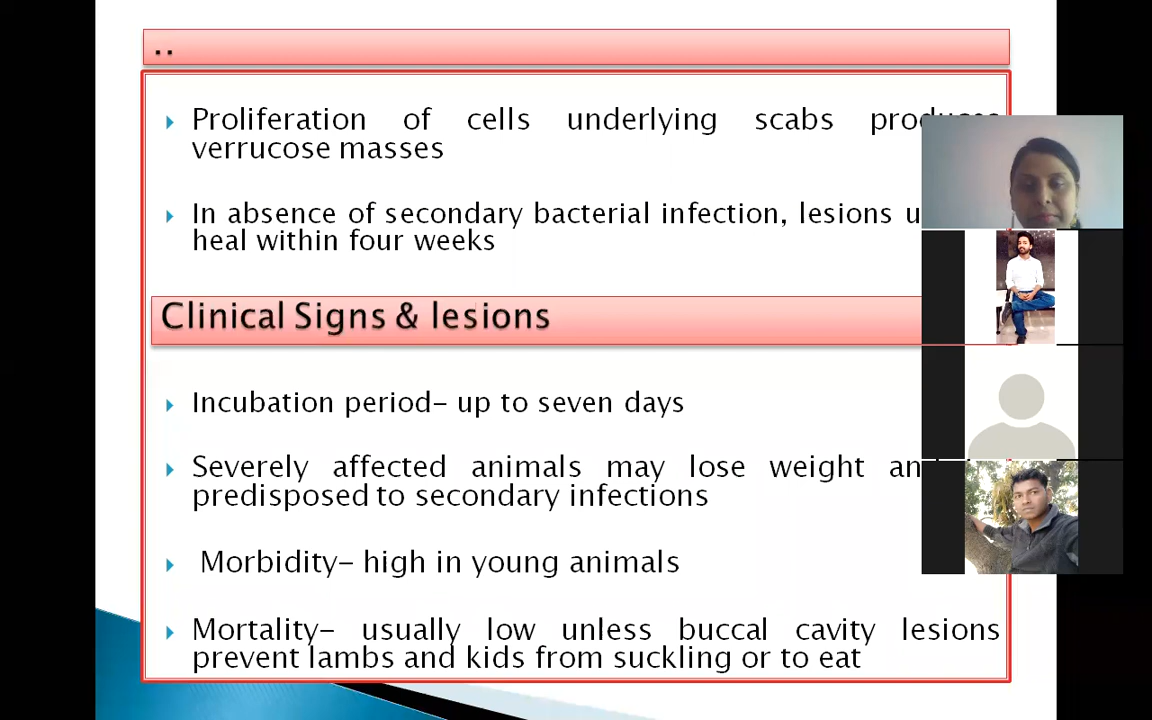 ..
Proliferation of cells underlying scabs produces
verrucose masses
In absence of secondary bacterial infection, lesions
heal within four weeks
Clinical Signs & lesions
Incubation period- up to seven days
Severely affected animals may lose weight
predisposed to secondary infections
Morbidity- high in young animals
Mortality- usually low unless buccal cavity lesions
prevent lambs and kids from suckling or to eat